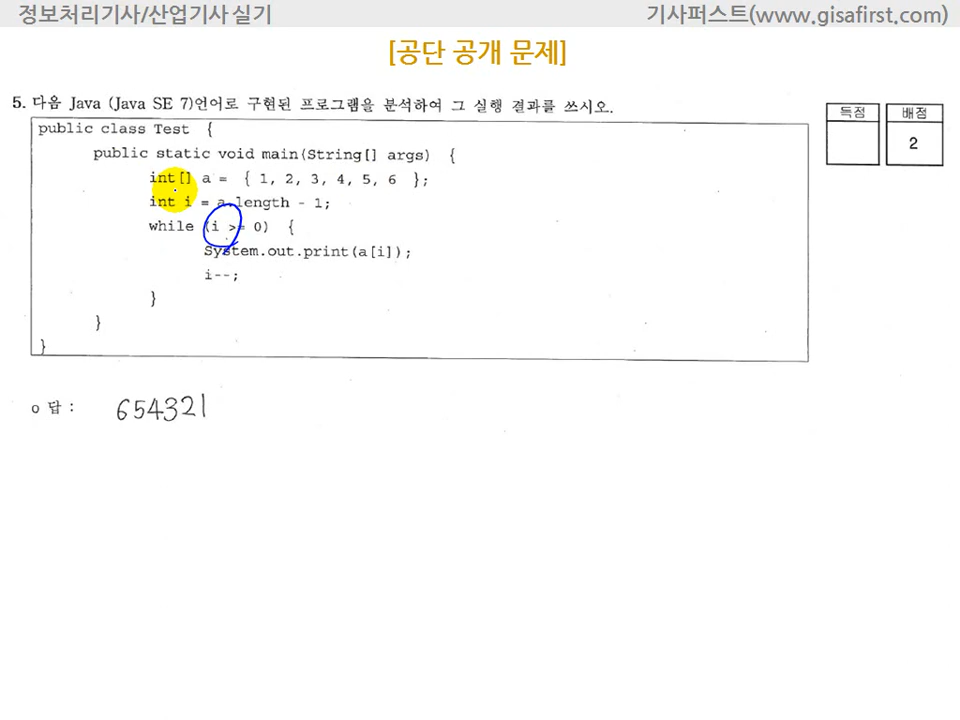 정보처리기사/산업기사 실기
기사퍼스트(www.gisafirst.com)
[공단 공개 문제]
5. 다음 Java (Java SE 7)언어로 구현된 프로그램을 분석하여 그 실행 결과를 쓰시오.
득점 배점
2
public class Test {
public static void main(String[] args) {
int[] a = { 1, 2, 3, 4, 5, 6 };
int i = a.length - 1;
while (i >= 0) {
System.out.print(a[i]);
i--;
}
}
}
o 답 : 654321